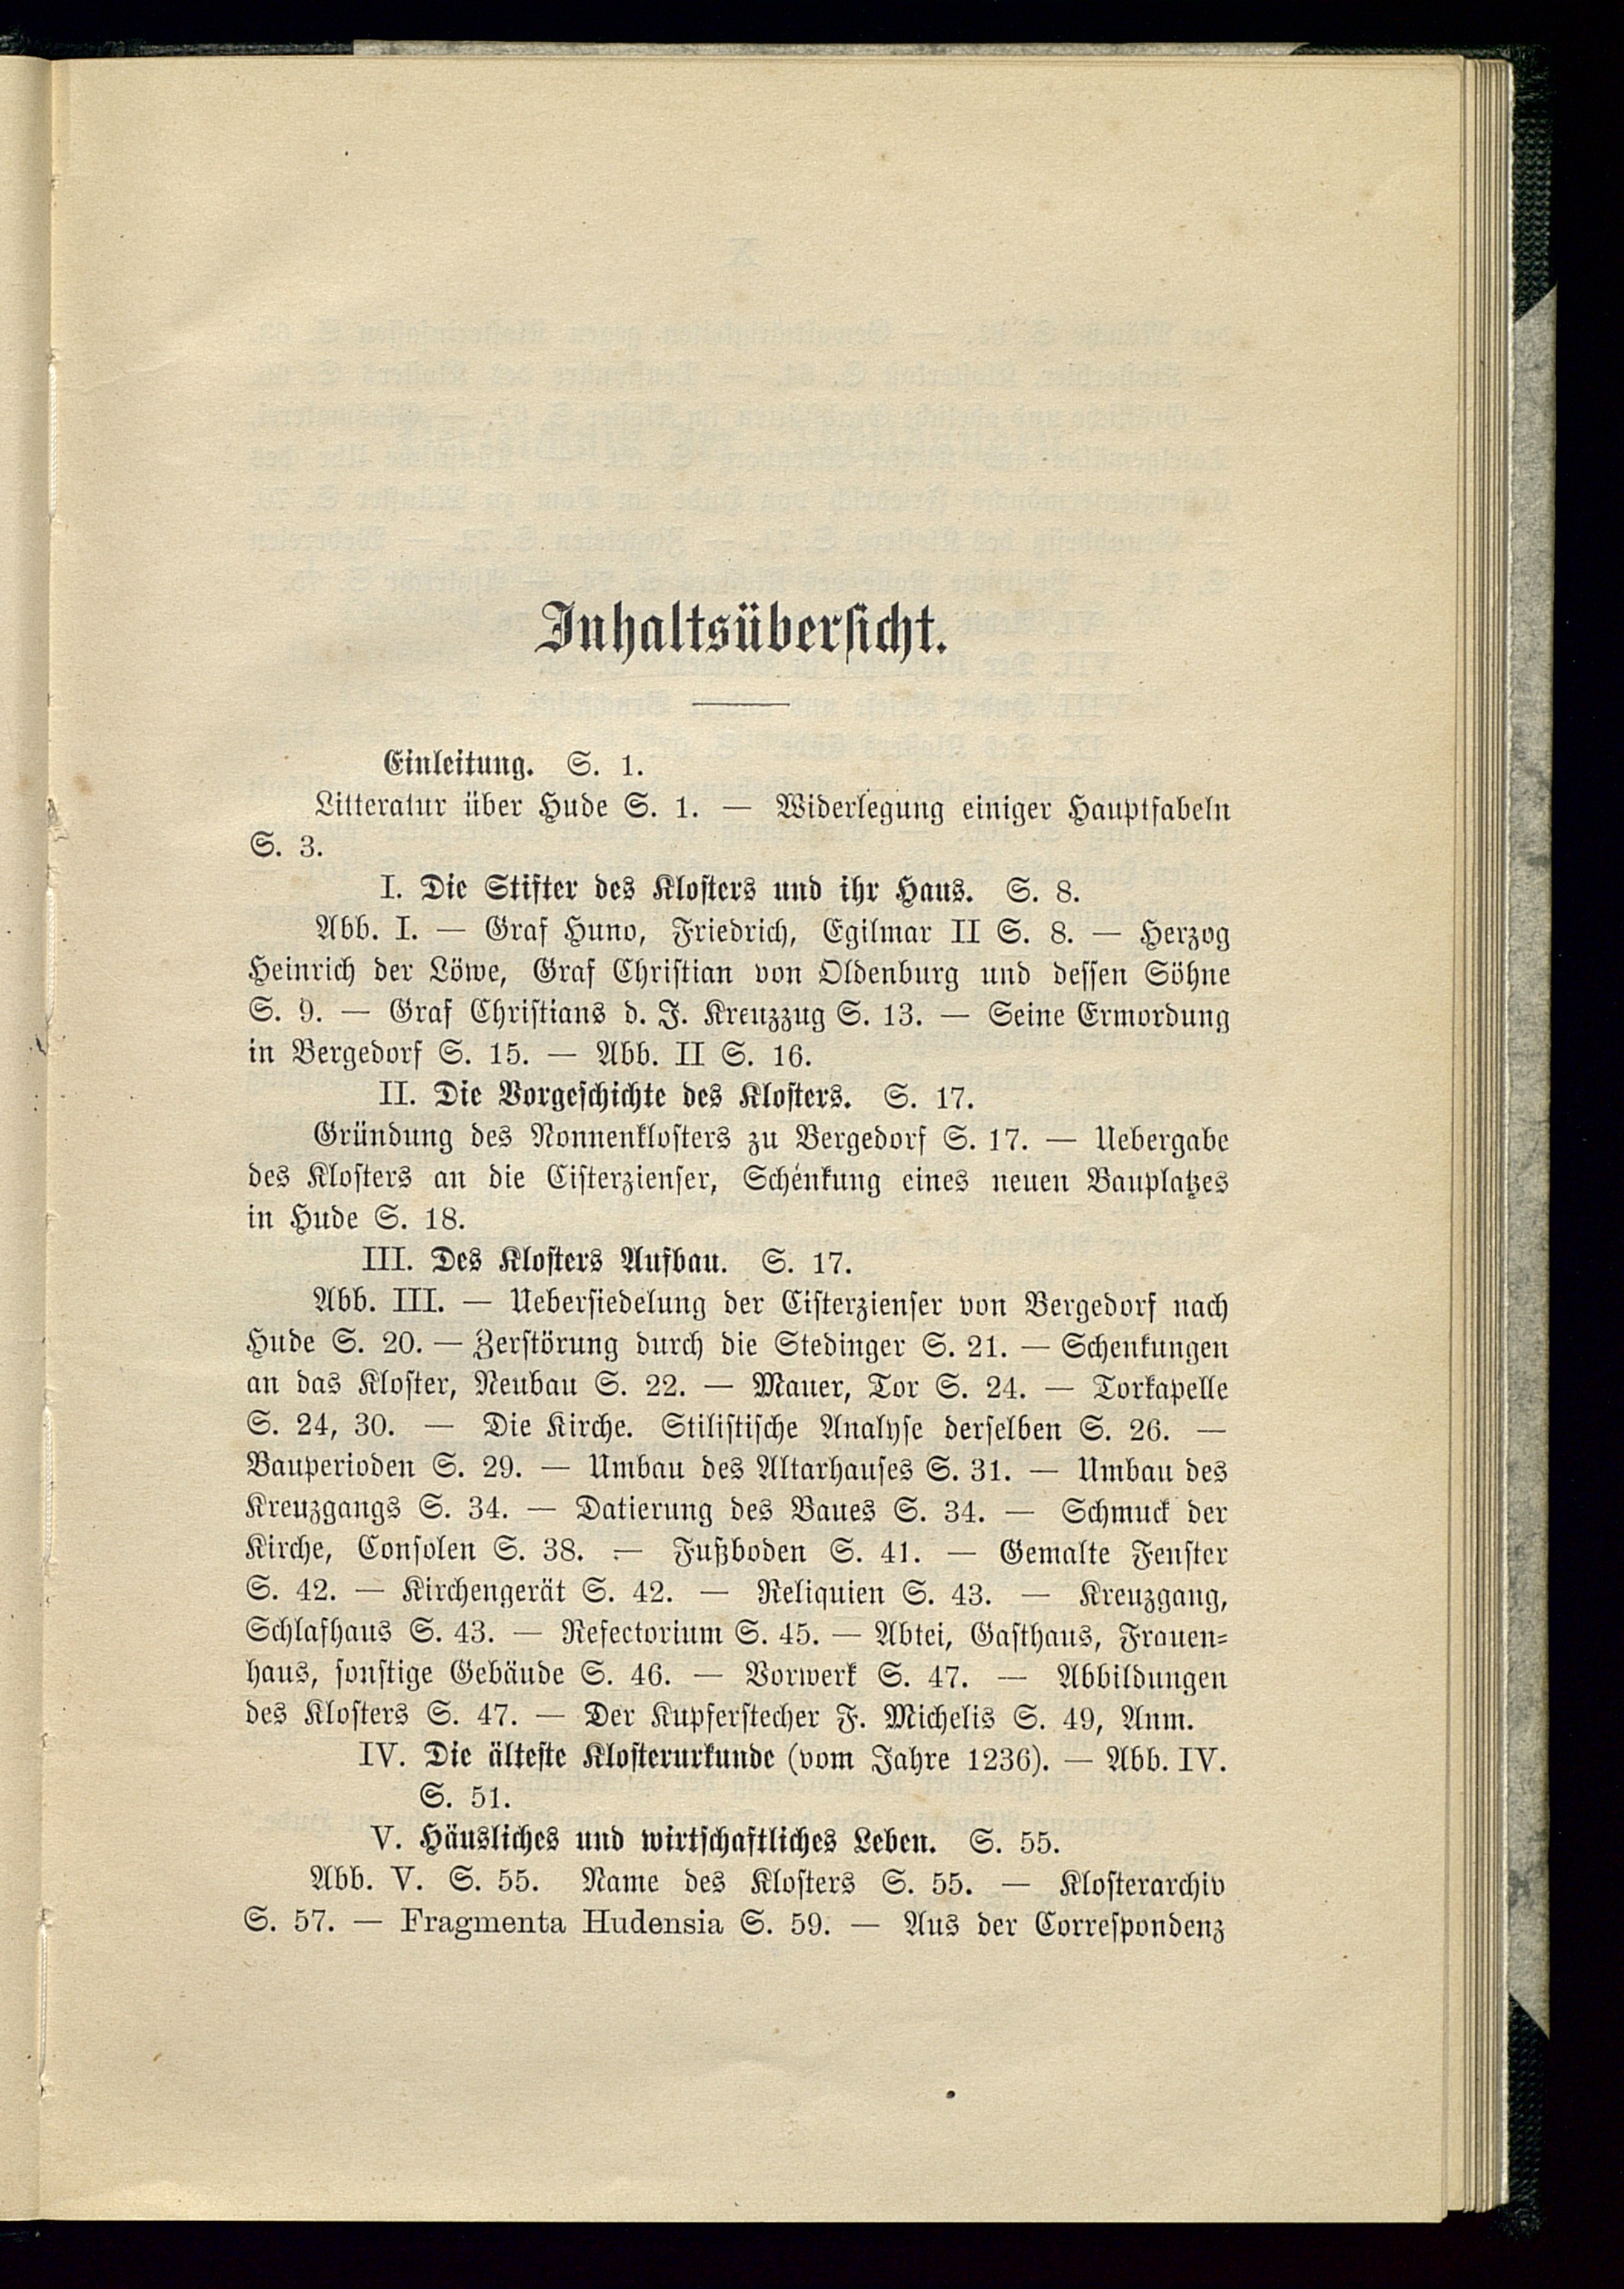 Inhaltsübersicht.
Einleitung. S. 1.
Litteratur über Hude S. 1. — Widerlegung einiger Hauptfabeln
S. 3.
I. Die Stifter des Klosters und ihr Haus. S. 8.
Abb. I. — Graf Huno, Friedrich, Egilmar II S. 8. — Herzog
Heinrich der Löwe, Graf Christian von Oldenburg und dessen Söhne
S. 9. — Graf Christians d. J. Kreuzzug S. 13. — Seine Ermordung
in Bergedorf S. 15. — Abb. II S. 16.
II. Die Vorgeschichte des Klosters. S. 17.
Gründung des Nonnenklosters zu Bergedorf S. 17. — Uebergabe
des Klosters an die Cisterzienser, Schenkung eines neuen Bauplatzes
in Hude S. 18.
III. Des Klosters Aufbau. S. 17.
Abb. III. — Uebersiedelung der Cisterzienser von Bergedorf nach
Hude S. 20. — Zerstörung durch die Stedinger S. 21. — Schenkungen
an das Kloster, Neubau S. 22. — Mauer, Tor S. 24. — Torkapelle
S. 24, 30. — Die Kirche. Stilistische Analyse derselben S. 26. —
Bauperioden S. 29. — Umbau des Altarhauses S. 31. — Umbau des
Kreuzgangs S. 34. — Datierung des Baues S. 34. — Schmuck der
Kirche, Consolen S. 38. — Fußboden S. 41. — Gemalte Fenster
S. 42. — Kirchengerät S. 42. — Reliquien S. 43. — Kreuzgang,
Schlafhaus S. 43. — Refectorium S. 45. — Abtei, Gasthaus, Frauen-
haus, sonstige Gebäude S. 46. — Vorwerk S. 47. — Abbildungen
des Klosters S. 47. — Der Kupferstecher F. Michelis S. 49, Anm.
IV. Die älteste Klosterurkunde (vom Jahre 1236). — Abb. IV.
S. 51.
V. Häusliches und wirtschaftliches Leben. S. 55.
Abb. V. S. 55. Name des Klosters S. 55. — Klosterarchiv
S. 57. — Fragmenta Hudensia S. 59. — Aus der Correspondenz